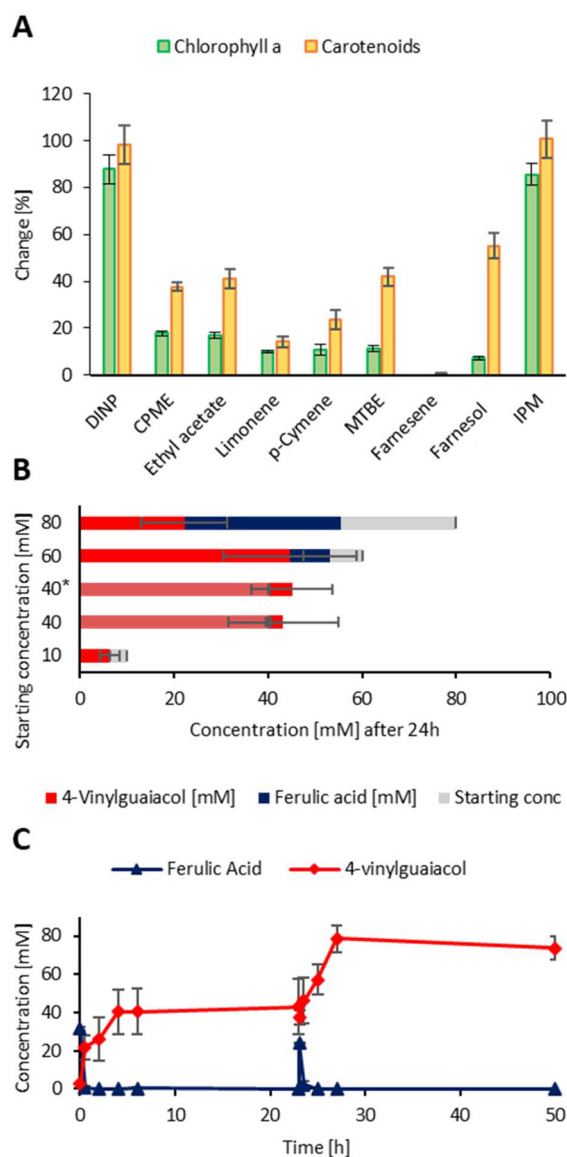 A
Chlorophyll a Carotenoids
120
100
80
60
40
20
0
Change [%]
DINP CPME Ethyl acetate Limonene p-Cymene MTBE Farnesene Farnesol IPM
B
Starting concentration [mM]
80
60
40*
40
10
0 20 40 60 80 100
Concentration [mM] after 24h
4-Vinylguaiacol [mM] Ferulic acid [mM] Starting conc
C
Ferulic Acid 4-vinylguaiacol
Concentration [mM]
80
60
40
20
0
0 10 20 30 40 50
Time [h]